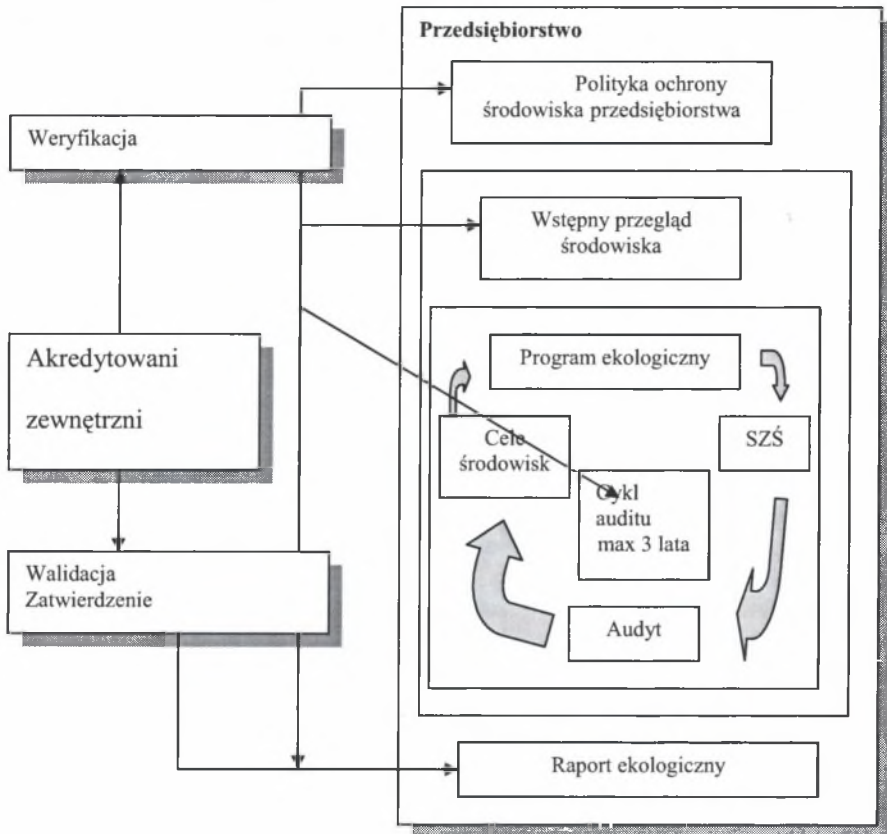 Przedsiębiorstwo
Polityka ochrony
środowiska przedsiębiorstwa
Weryfikacja
Wstępny przegląd
środowiska
Akredytowani
zewnętrzni
Program ekologiczny
Cele
środowisk
SZŚ
Cykl
auditu
max 3 lata
Walidacja
Zatwierdzenie
Audyt
Raport ekologiczny